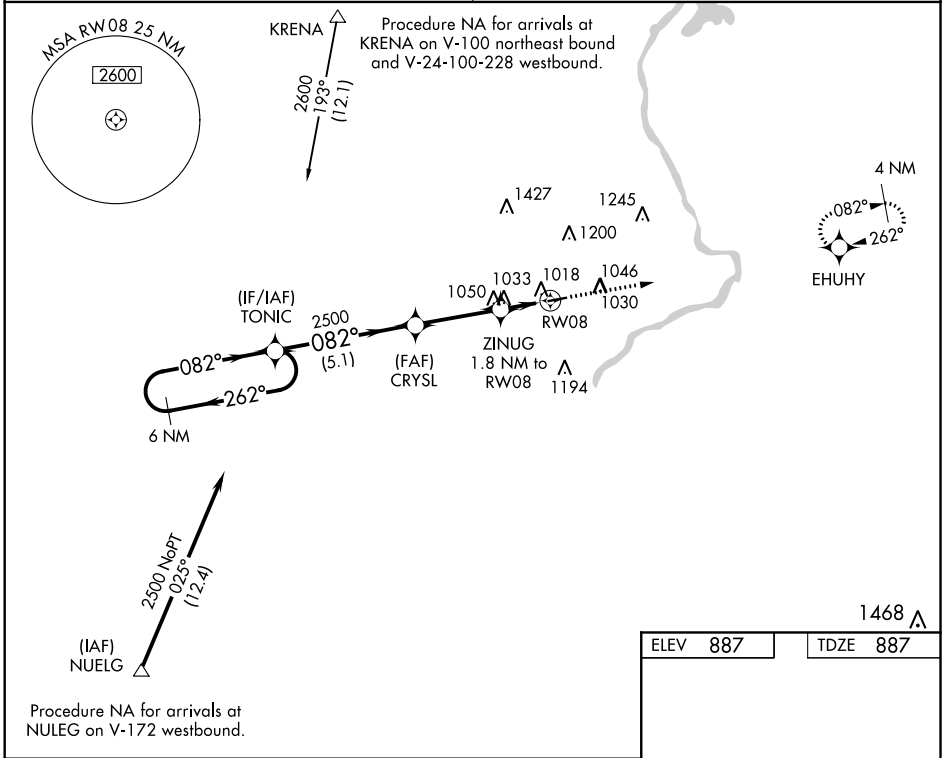 MSA RW08 25 NM
2600
KRENA
2600
193°
(12.1)
Procedure NA for arrivals at
KRENA on V-100 northeast bound
and V-24-100-228 westbound.
1427
1245
1200
4 NM
082°
262°
EHUHY
1050
1033
1018
1046
1030
RW08
(IF/IAF)
TONIC
2500
082°
(5.1)
(FAF)
CRYSL
ZINUG
1.8 NM to
RW08
1194
082°
262°
6 NM
2500 NoPT
025°
(12.4)
(IAF)
NUELG
Procedure NA for arrivals at
NULEG on V-172 westbound.
1468
ELEV 887
TDZE 887